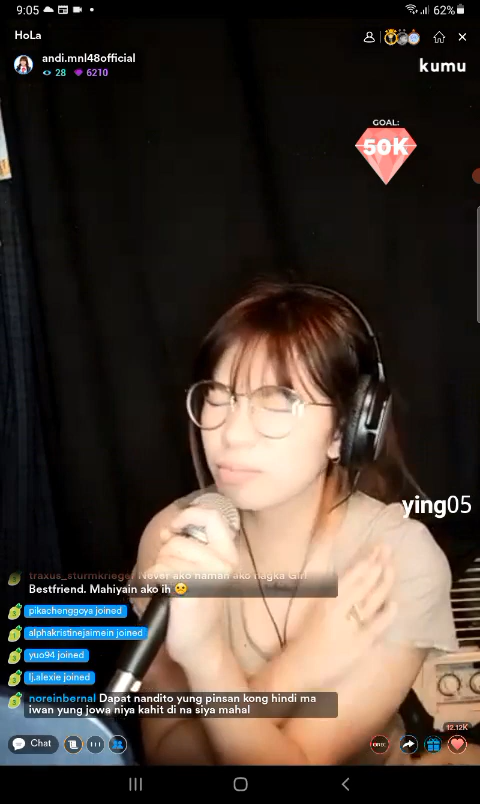 9:05
62%
HoLa
kumu
andi.mnl48official
28 6210
GOAL:
50K
ying05
traxus_sturmkrieger Never ako naman ako nagka Girl
Bestfriend. Mahiyain ako ih
pikachenggoya joined
alphakristinejaimein joined
yuo94 joined
lj.alexie joined
noreinbernal Dapat nandito yung pinsan kong hindi ma
iwan yung jowa niya kahit di na siya mahal
12.12K
Chat